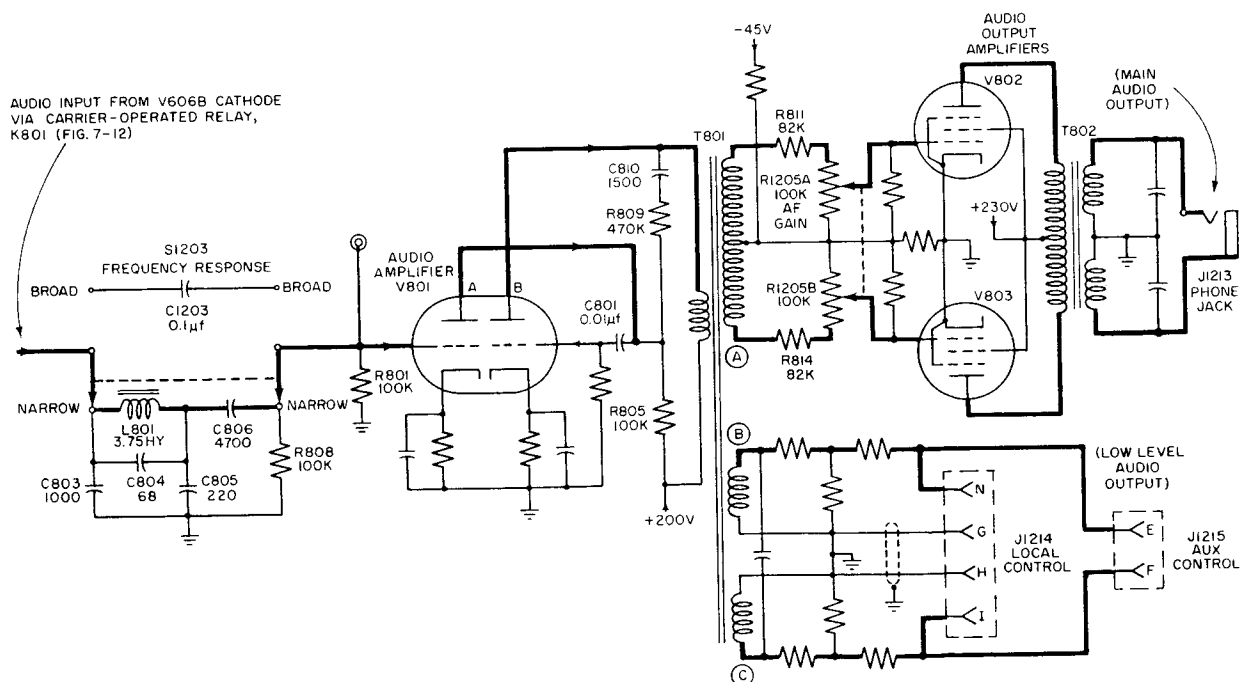 AUDIO INPUT FROM V606B CATHODE
VIA CARRIER-OPERATED RELAY,
K801 (FIG. 7-12)
S1203
FREQUENCY RESPONSE
BROAD
BROAD
C1203
0.1µf
NARROW
NARROW
L801
3.75HY
C806
4700
R808
100K
C803
1000
C804
68
C805
220
R801
100K
AUDIO
AMPLIFIER
V801
A
B
C801
0.01µf
C810
1500
R809
470K
R805
100K
+200V
T801
-45V
R811
82K
R1205A
100K
AF
GAIN
R1205B
100K
R814
82K
A
AUDIO
OUTPUT
AMPLIFIERS
V802
+230V
V803
T802
(MAIN
AUDIO
OUTPUT)
J1213
PHONE
JACK
B
C
N
G
H
I
J1214
LOCAL
CONTROL
(LOW LEVEL
AUDIO
OUTPUT)
E
F
J1215
AUX
CONTROL